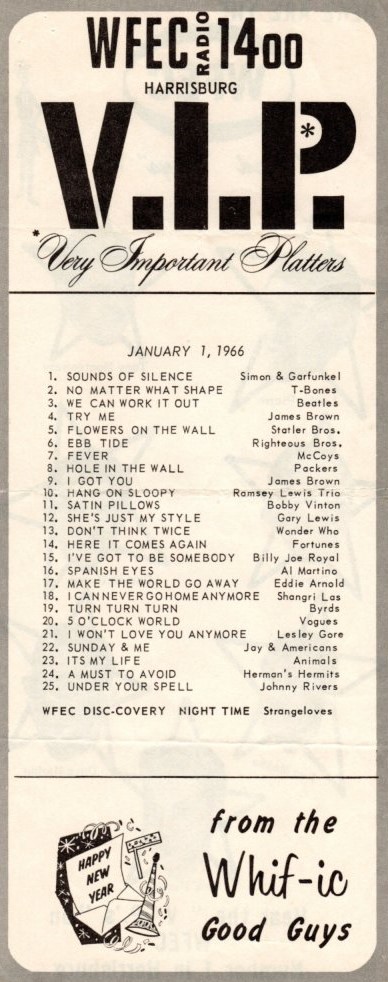 WFEC RADIO 1400
HARRISBURG
V.I.P.*
*Very Important Platters
JANUARY 1, 1966
1. SOUNDS OF SILENCE Simon & Garfunkel
2. NO MATTER WHAT SHAPE T-Bones
3. WE CAN WORK IT OUT Beatles
4. TRY ME James Brown
5. FLOWERS ON THE WALL Statler Bros.
6. EBB TIDE Righteous Bros.
7. FEVER McCoys
8. HOLE IN THE WALL Packers
9. I GOT YOU James Brown
10. HANG ON SLOOPY Ramsey Lewis Trio
11. SATIN PILLOWS Bobby Vinton
12. SHE'S JUST MY STYLE Gary Lewis
13. DON'T THINK TWICE Wonder Who
14. HERE IT COMES AGAIN Fortunes
15. I'VE GOT TO BE SOMEBODY Billy Joe Royal
16. SPANISH EYES Al Martino
17. MAKE THE WORLD GO AWAY Eddie Arnold
18. I CAN NEVER GO HOME ANYMORE Shangri Las
19. TURN TURN TURN Byrds
20. 5 O'CLOCK WORLD Vogues
21. I WON'T LOVE YOU ANYMORE Lesley Gore
22. SUNDAY & ME Jay & Americans
23. ITS MY LIFE Animals
24. A MUST TO AVOID Herman's Hermits
25. UNDER YOUR SPELL Johnny Rivers
WFEC DISC-COVERY NIGHT TIME Strangeloves
HAPPY
NEW
YEAR
from the
Whif-ic
Good Guys